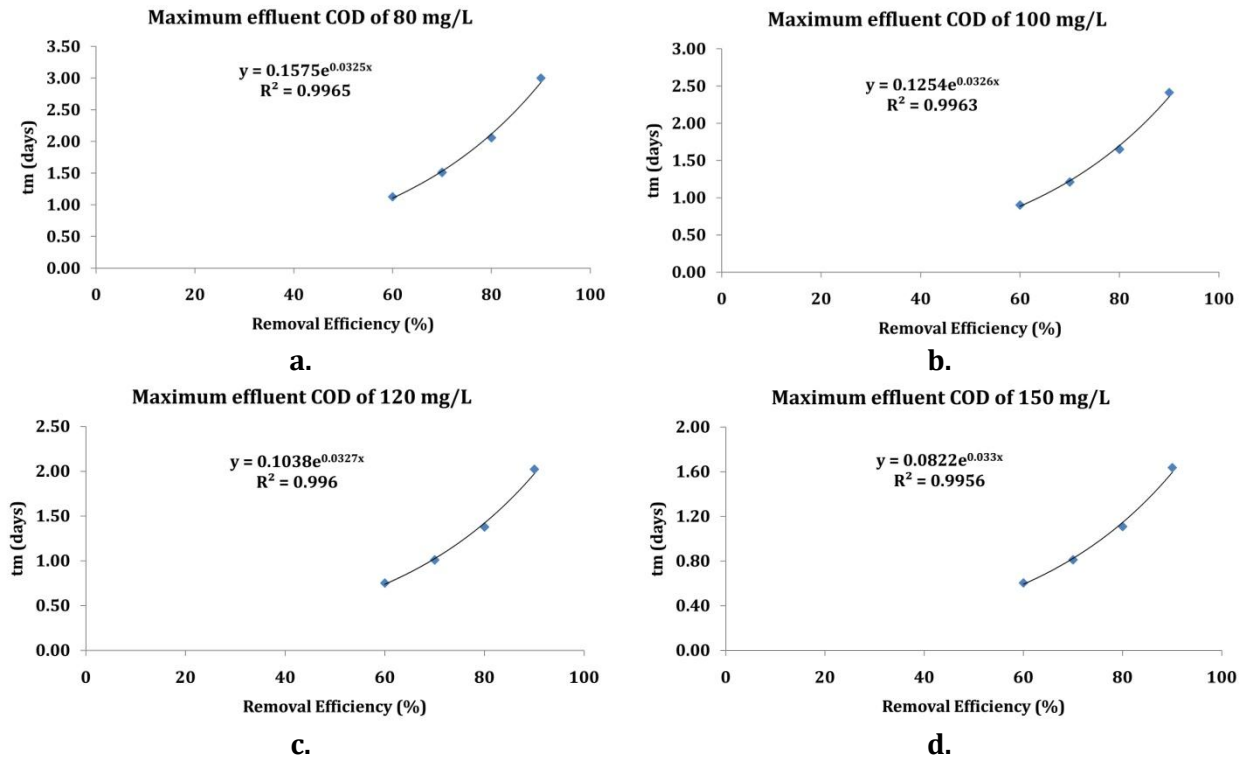 Maximum effluent COD of 80 mg/L
y = 0.1575e^0.0325x
R² = 0.9965
tm (days)
3.50
3.00
2.50
2.00
1.50
1.00
0.50
0.00
0 20 40 60 80 100
Removal Efficiency (%)
a.
Maximum effluent COD of 100 mg/L
y = 0.1254e^0.0326x
R² = 0.9963
tm (days)
3.00
2.50
2.00
1.50
1.00
0.50
0.00
0 20 40 60 80 100
Removal Efficiency (%)
b.
Maximum effluent COD of 120 mg/L
y = 0.1038e^0.0327x
R² = 0.996
tm (days)
2.50
2.00
1.50
1.00
0.50
0.00
0 20 40 60 80 100
Removal Efficiency (%)
c.
Maximum effluent COD of 150 mg/L
y = 0.0822e^0.033x
R² = 0.9956
tm (days)
2.00
1.60
1.20
0.80
0.40
0.00
0 20 40 60 80 100
Removal Efficiency (%)
d.